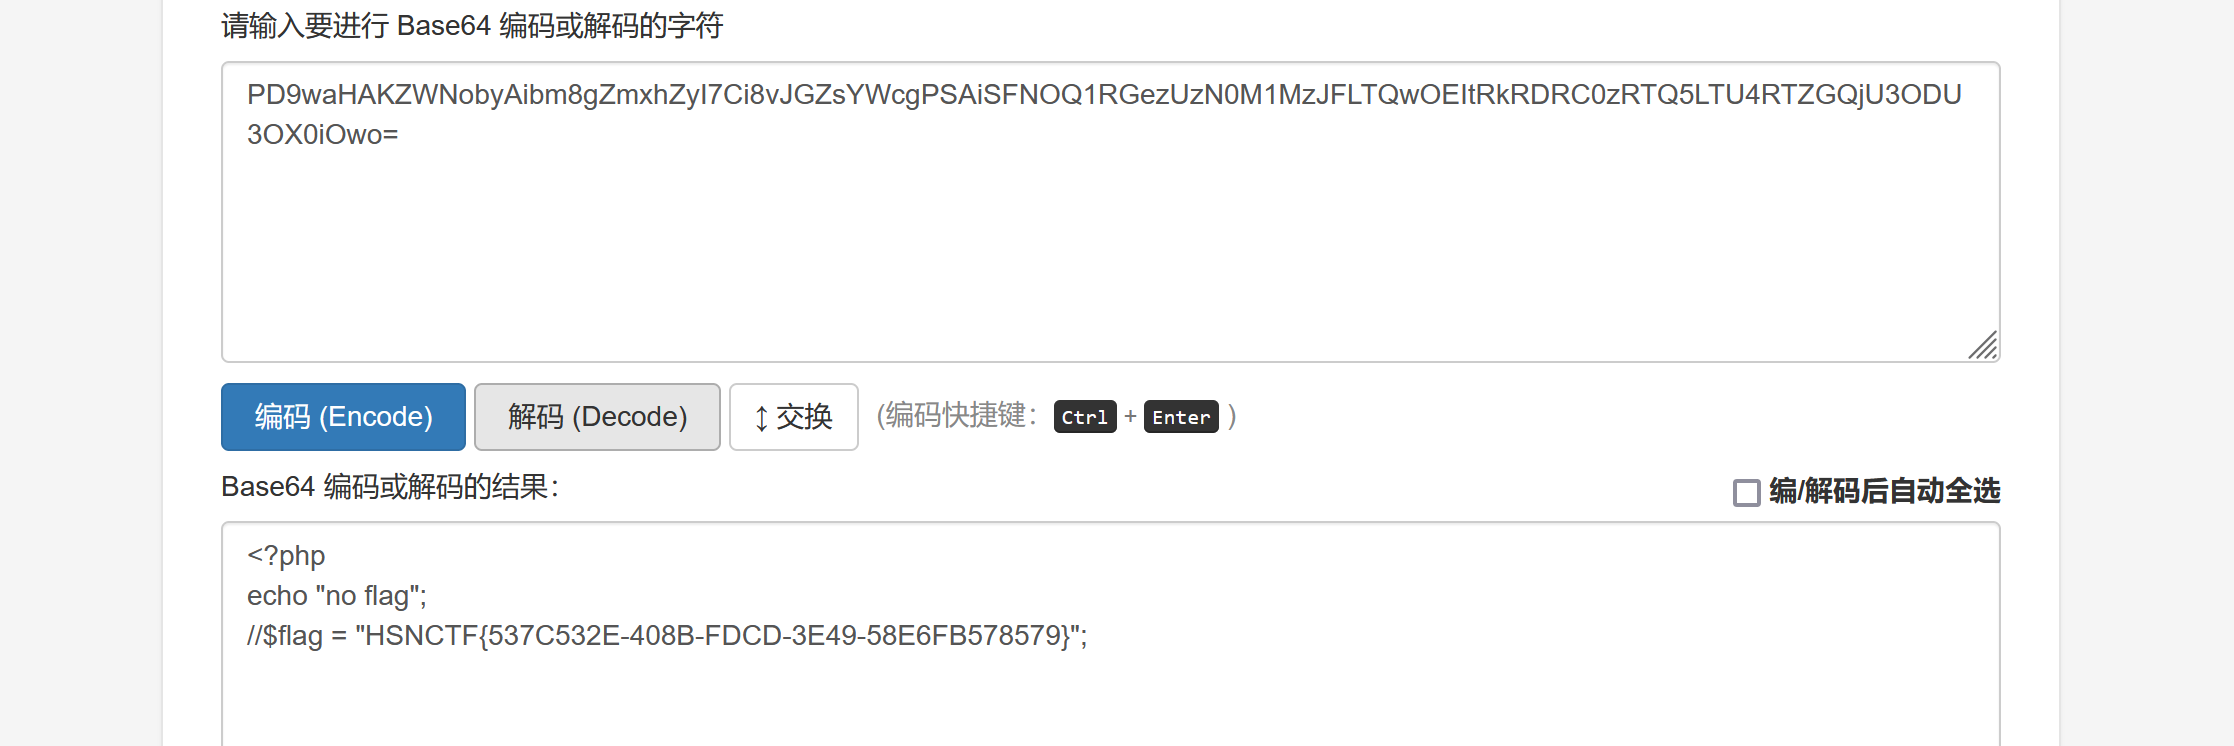 请输入要进行 Base64 编码或解码的字符
PD9waHAKZWNobyAibm8gZmxhZyI7Ci8vJGZsYWcgPSAiSFNOQ1RGezUzN0M1MzJFLTQwOEItRkRDRC0zRTQ5LTU4RTZGQjU3ODU
3OX0iOwo=
编码 (Encode)
解码 (Decode)
↕ 交换
(编码快捷键： Ctrl + Enter )
Base64 编码或解码的结果：
编/解码后自动全选
<?php
echo "no flag";
//$flag = "HSNCTF{537C532E-408B-FDCD-3E49-58E6FB578579}";